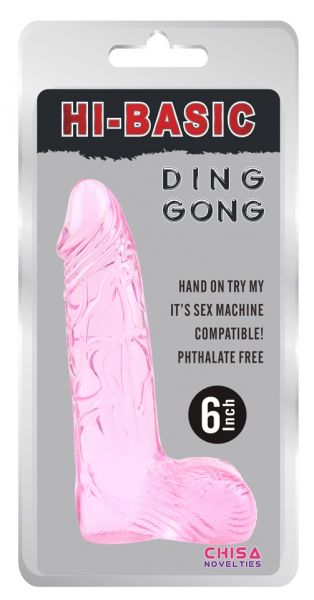 HI-BASIC
DING
GONG
HAND ON TRY MY
IT'S SEX MACHINE
COMPATIBLE!
PHTHALATE FREE
6 Inch
CHISA
NOVELTIES